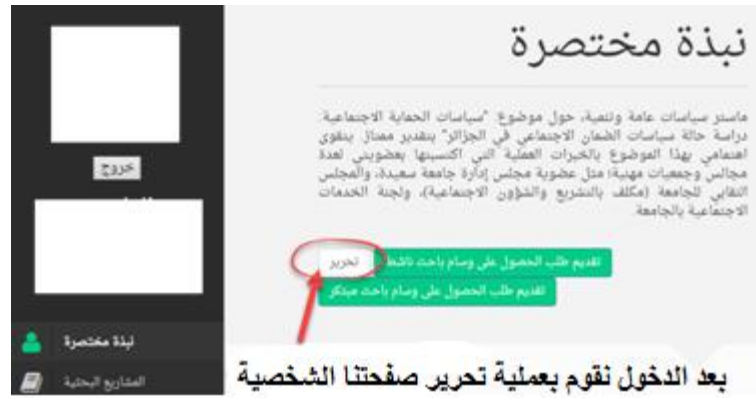 نبذة مختصرة
ماستر سياسات عامة وتنمية، حول موضوع: "سياسات الحماية الاجتماعية:
دراسة حالة سياسات الضمان الاجتماعي في الجزائر" بتقدير ممتاز. يتقوى
اهتمامي بهذا الموضوع بالخبرات العملية التي اكتسبتها بعضويتي لعدة
مجالس وجمعيات مهنية؛ مثل عضوية مجلس إدارة جامعة سعيدة، والمجلس
النقابي للجامعة (مكلف بالتشريع والشؤون الاجتماعية)، ولجنة الخدمات
الاجتماعية بالجامعة.
تقديم طلب الحصول على وسام باحث ناشط
تحرير
تقديم طلب الحصول على وسام باحث مبتكر
خروج
نبذة مختصرة
المشاريع البحثية
بعد الدخول نقوم بعملية تحرير صفحتنا الشخصية